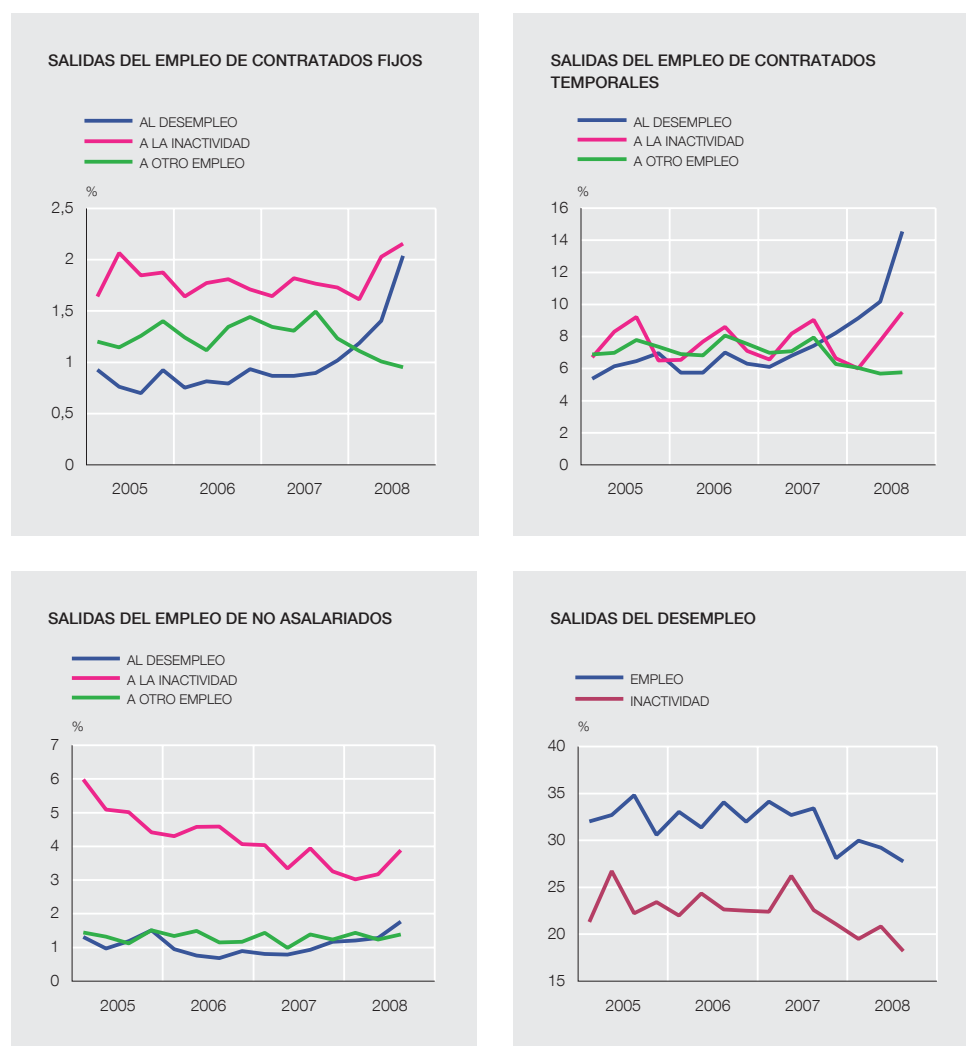 SALIDAS DEL EMPLEO DE CONTRATADOS FIJOS
AL DESEMPLEO
A LA INACTIVIDAD
A OTRO EMPLEO
%
2,5
2
1,5
1
0,5
0
2005 2006 2007 2008
SALIDAS DEL EMPLEO DE CONTRATADOS
TEMPORALES
AL DESEMPLEO
A LA INACTIVIDAD
A OTRO EMPLEO
%
16
14
12
10
8
6
4
2
0
2005 2006 2007 2008
SALIDAS DEL EMPLEO DE NO ASALARIADOS
AL DESEMPLEO
A LA INACTIVIDAD
A OTRO EMPLEO
%
7
6
5
4
3
2
1
0
2005 2006 2007 2008
SALIDAS DEL DESEMPLEO
EMPLEO
INACTIVIDAD
%
40
35
30
25
20
15
2005 2006 2007 2008